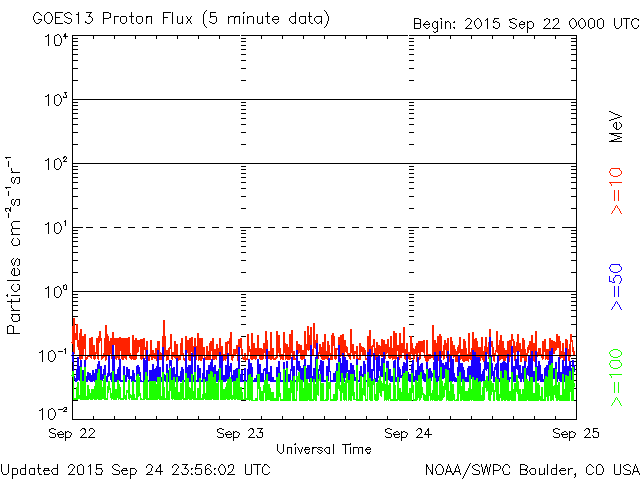 GOES13 Proton Flux (5 minute data)
Begin: 2015 Sep 22 0000 UTC
10⁴
10³
10²
10¹
10⁰
10⁻¹
10⁻²
Particles cm⁻²s⁻¹sr⁻¹
MeV
>=10
>=50
>=100
Sep 22
Sep 23
Sep 24
Sep 25
Universal Time
Updated 2015 Sep 24 23:56:02 UTC
NOAA/SWPC Boulder, CO USA